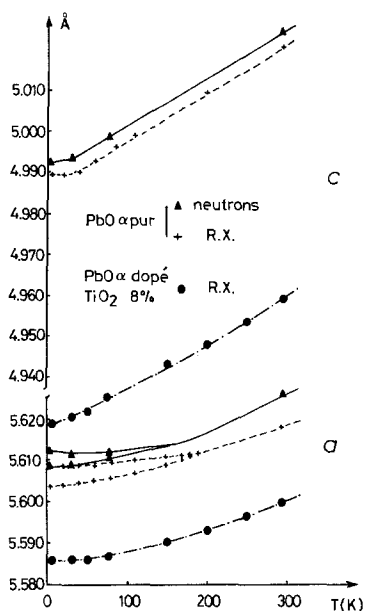 Å
5.010
5.000
4.990
4.980
4.970
4.960
4.950
4.940
5.620
5.610
5.600
5.590
5.580
c
PbO α pur
▲ neutrons
+ R.X.
PbO α dopé
TiO2 8%
● R.X.
a
0 100 200 300 T(K)